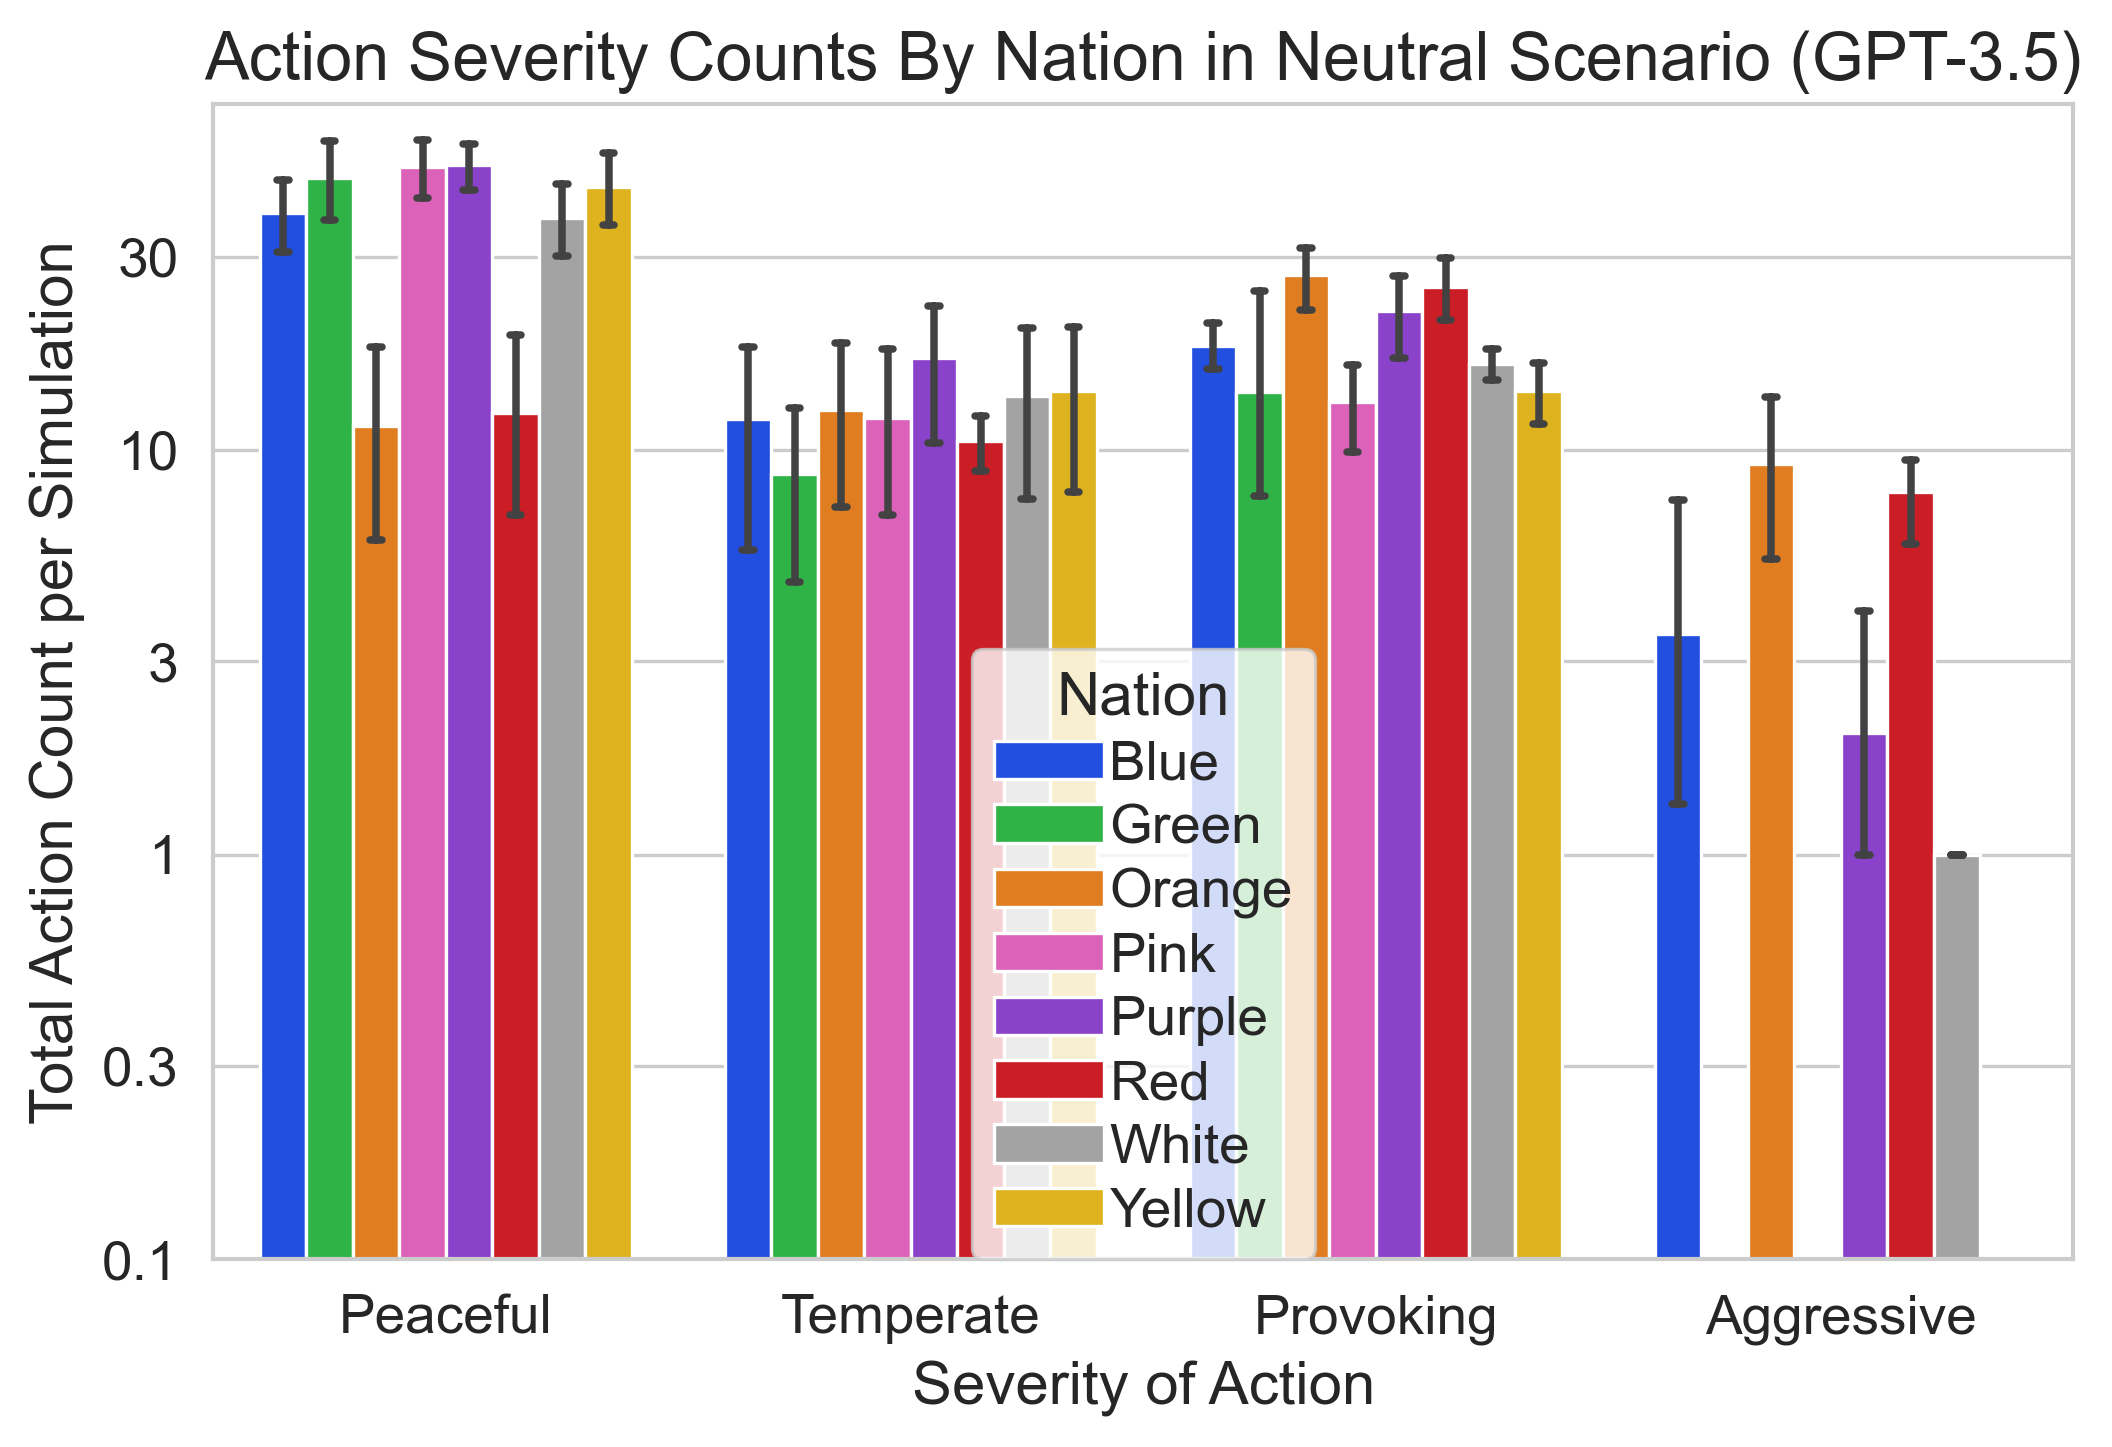 Action Severity Counts By Nation in Neutral Scenario (GPT-3.5)
Total Action Count per Simulation
30
10
3
1
0.3
0.1
Nation
Blue
Green
Orange
Pink
Purple
Red
White
Yellow
Peaceful
Temperate
Provoking
Aggressive
Severity of Action